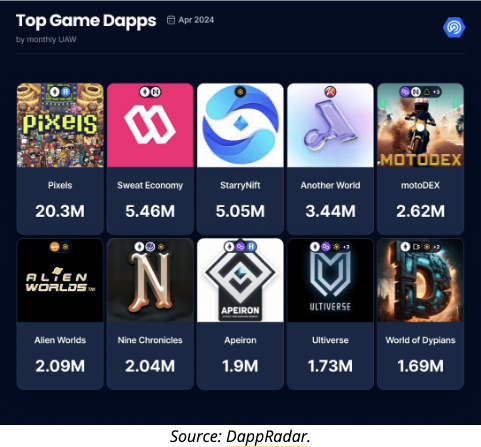 Top Game Dapps Apr 2024
by monthly UAW
Pixels
MOTODEX
Pixels Sweat Economy StarryNift Another World motoDEX
20.3M 5.46M 5.05M 3.44M 2.62M
ALIEN
WORLDS
N
APEIRON
ULTIVERSE
D
Alien Worlds Nine Chronicles Apeiron Ultiverse World of Dypians
2.09M 2.04M 1.9M 1.73M 1.69M
Source: DappRadar.